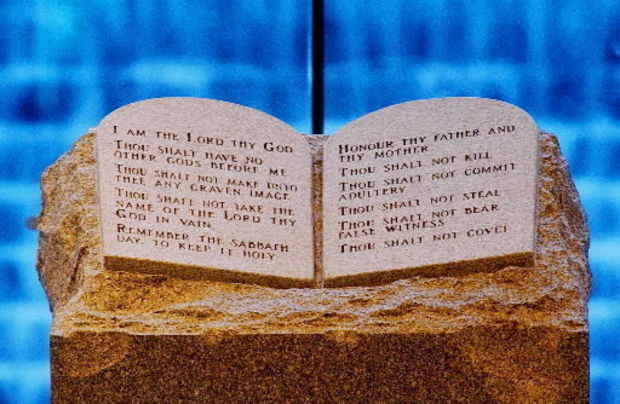 I AM THE LORD THY GOD
THOU SHALT HAVE NO
OTHER GODS BEFORE ME
THOU SHALT NOT MAKE UNTO
THEE ANY GRAVEN IMAGE
THOU SHALT NOT TAKE THE
NAME OF THE LORD THY
GOD IN VAIN
REMEMBER THE SABBATH
DAY, TO KEEP IT HOLY
HONOUR THY FATHER AND
THY MOTHER
THOU SHALT NOT KILL
THOU SHALT NOT COMMIT
ADULTERY
THOU SHALT NOT STEAL
THOU SHALT NOT BEAR
FALSE WITNESS
THOU SHALT NOT COVET